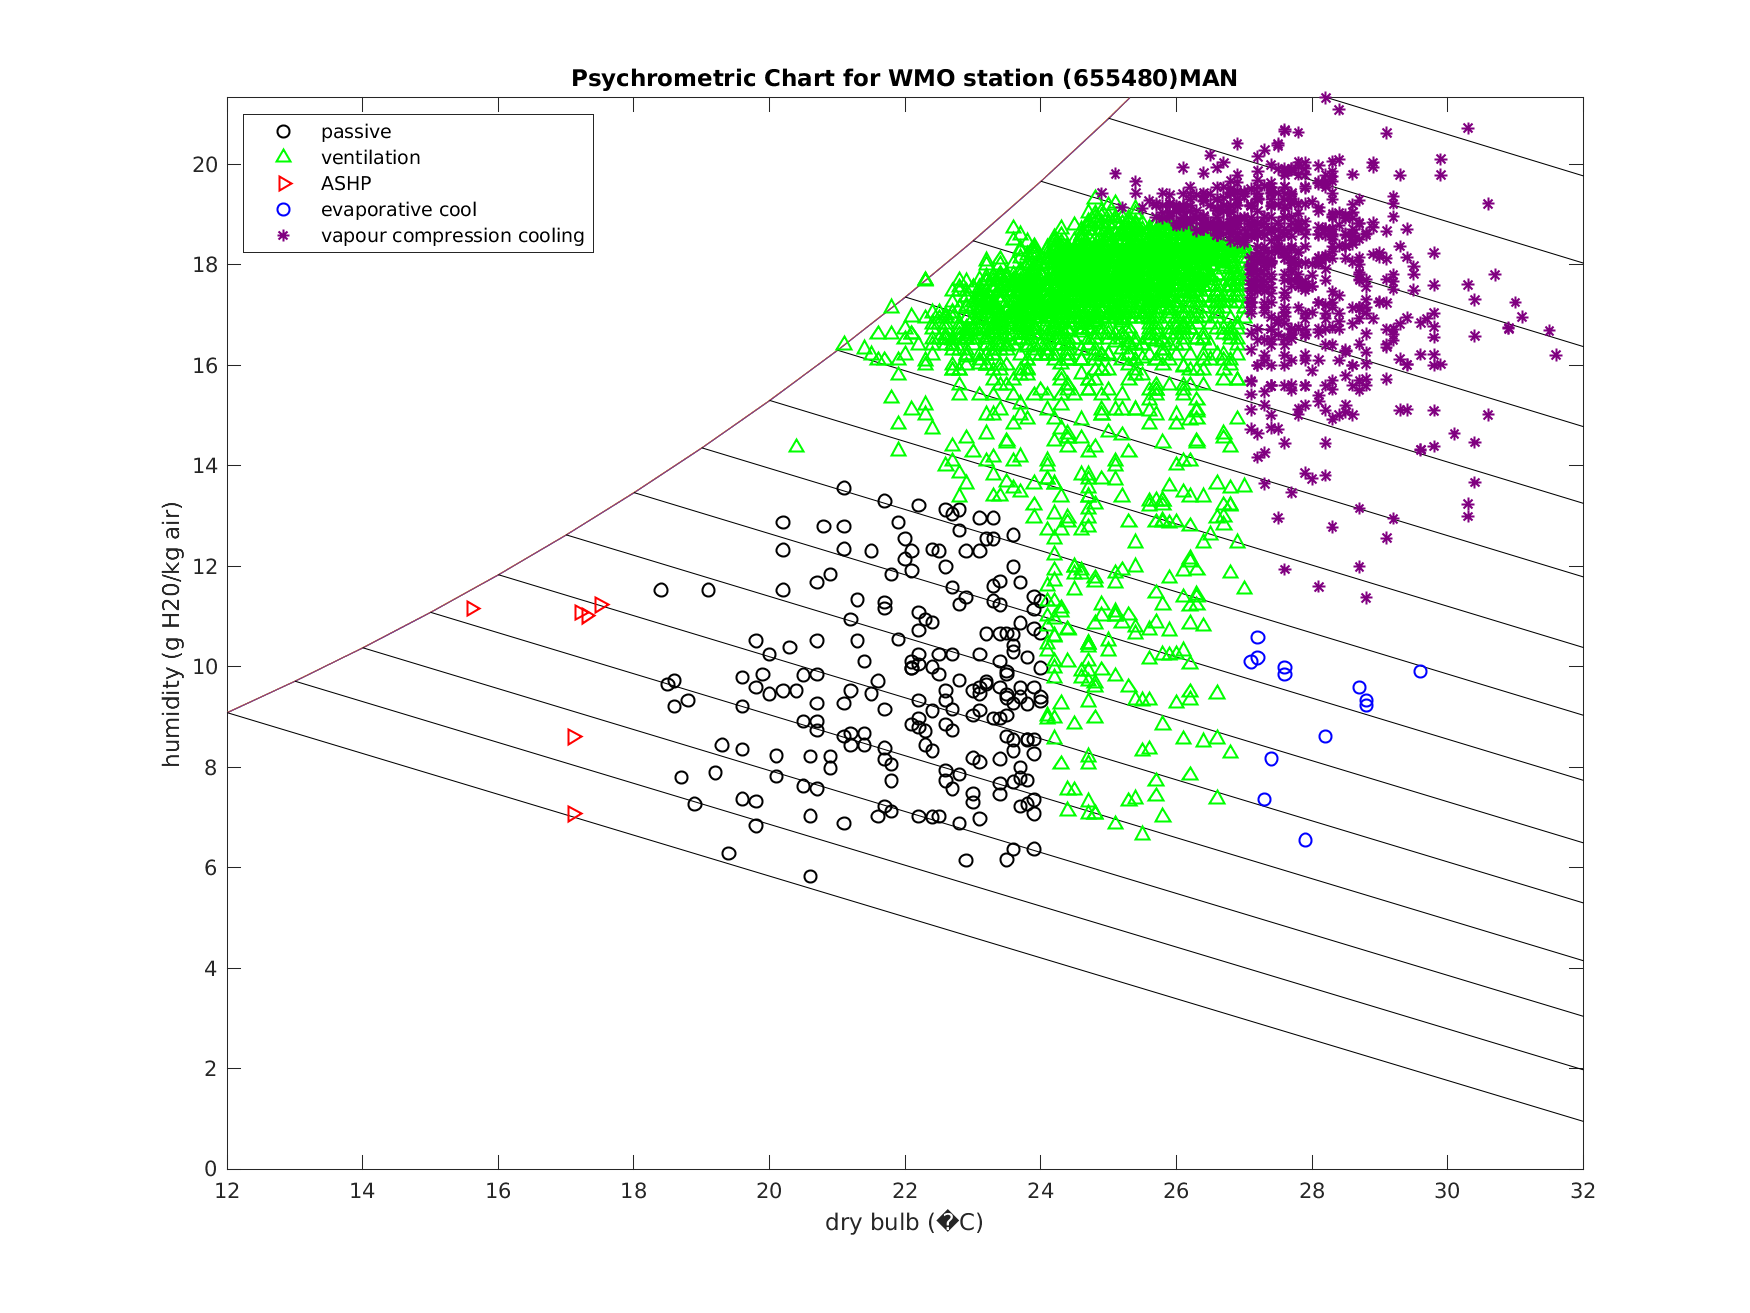 Psychrometric Chart for WMO station (655480)MAN
passive
ventilation
ASHP
evaporative cool
vapour compression cooling
humidity (g H20/kg air)
20
18
16
14
12
10
8
6
4
2
0
12 14 16 18 20 22 24 26 28 30 32
dry bulb (�C)